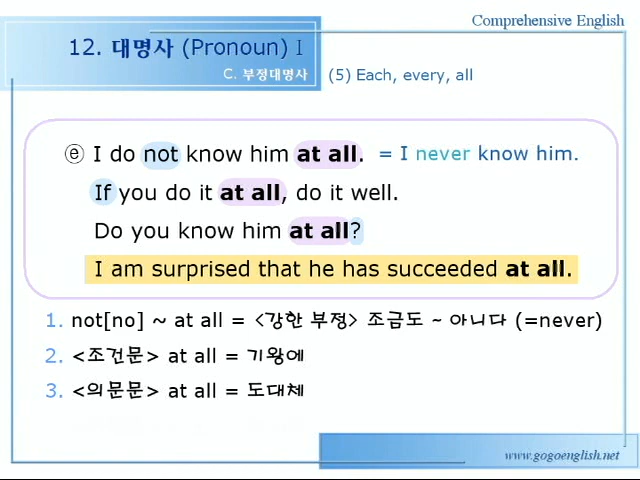 Comprehensive English
12. 대명사 (Pronoun) I
C. 부정대명사
(5) Each, every, all
ⓔ I do not know him at all. = I never know him.
If you do it at all, do it well.
Do you know him at all?
I am surprised that he has succeeded at all.
1. not[no] ~ at all = <강한 부정> 조금도 ~ 아니다 (=never)
2. <조건문> at all = 기왕에
3. <의문문> at all = 도대체
www.gogoenglish.net